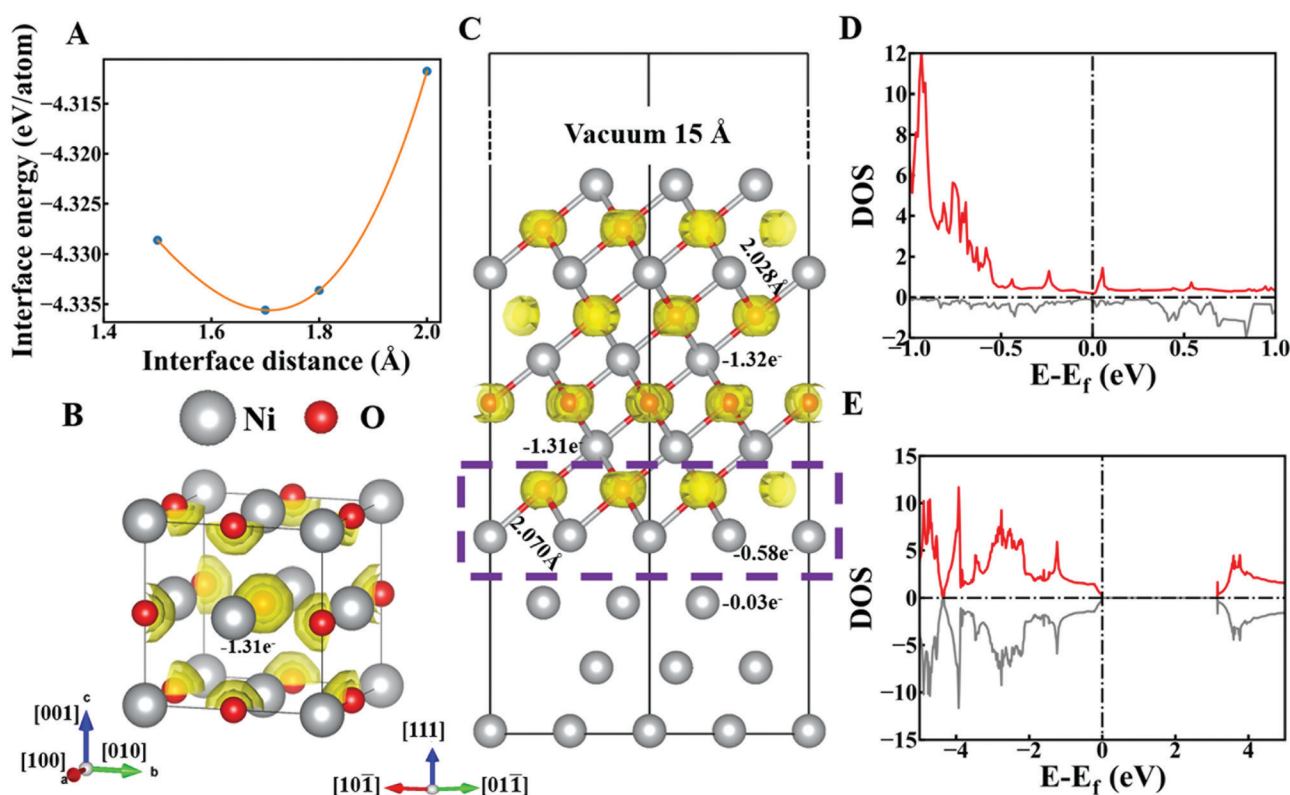 A
Interface energy (eV/atom)
−4.315
−4.320
−4.325
−4.330
−4.335
1.4
1.6
1.8
2.0
Interface distance (Å)
B
Ni
O
-1.31e⁻
[001]
c
[100]
a
[010]
b
C
Vacuum 15 Å
2.028Å
-1.32e⁻
-1.31e⁻
2.070Å
-0.58e⁻
-0.03e⁻
[111]
[101̄]
[011̄]
D
DOS
12
10
8
6
4
2
0
−2
−1.0
−0.5
0.0
0.5
1.0
E-E_f (eV)
E
DOS
15
10
5
0
−5
−10
−15
−4
−2
0
2
4
E-E_f (eV)